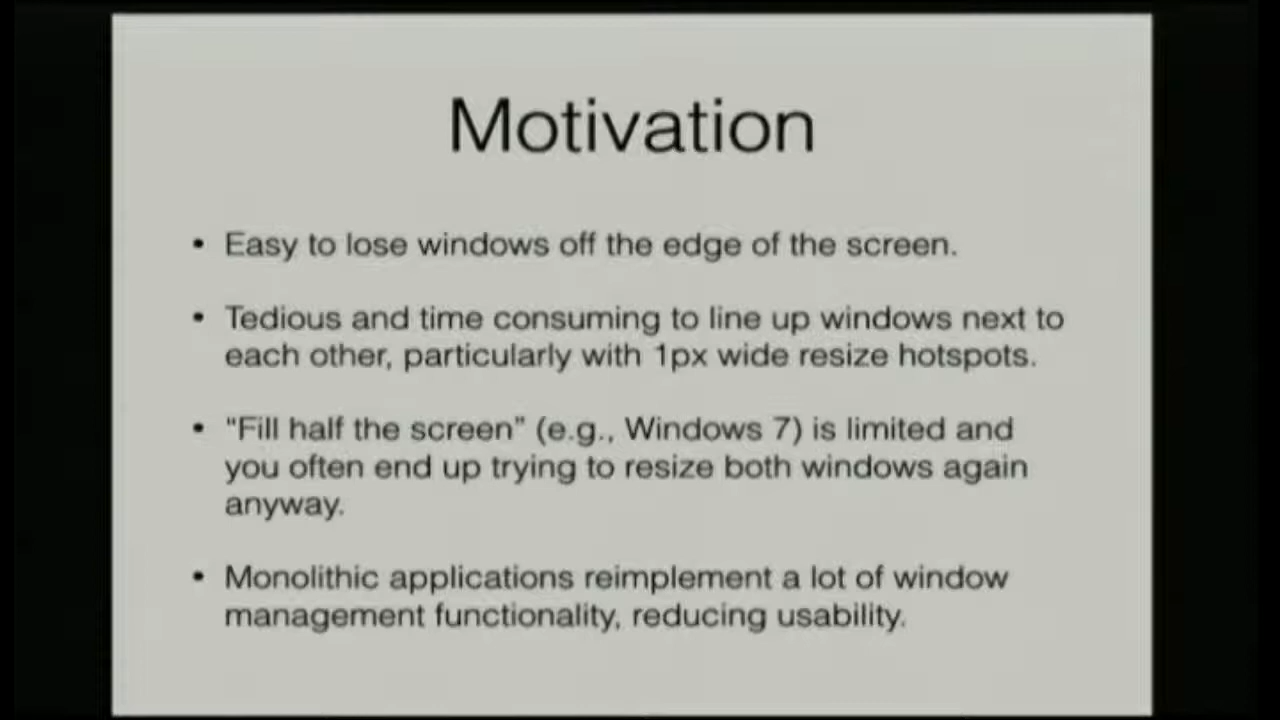 Motivation
• Easy to lose windows off the edge of the screen.
• Tedious and time consuming to line up windows next to
each other, particularly with 1px wide resize hotspots.
• “Fill half the screen” (e.g., Windows 7) is limited and
you often end up trying to resize both windows again
anyway.
• Monolithic applications reimplement a lot of window
management functionality, reducing usability.